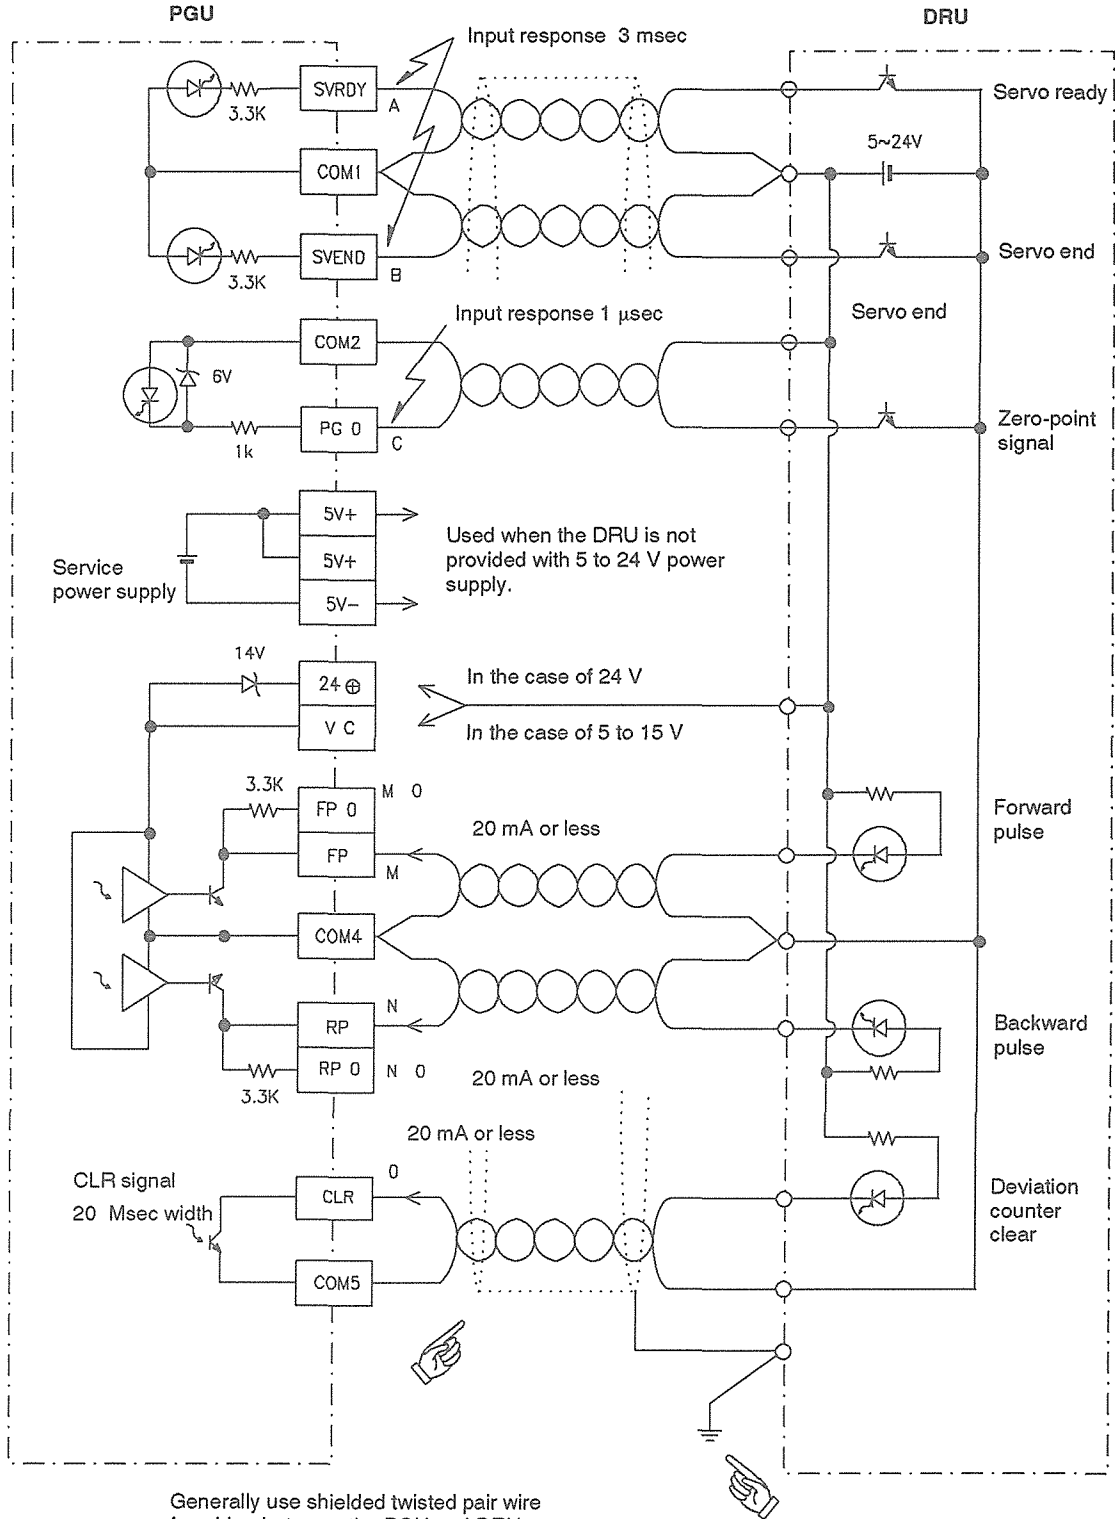 PGU
DRU
Input response 3 msec
SVRDY
A
3.3K
Servo ready
COM1
5~24V
SVEND
B
3.3K
Servo end
Input response 1 μsec
Servo end
COM2
6V
PG 0
C
1k
Zero-point
signal
5V+
5V+
5V−
Service
power supply
Used when the DRU is not
provided with 5 to 24 V power
supply.
14V
24 ⊕
V C
In the case of 24 V
In the case of 5 to 15 V
3.3K
FP 0
M 0
FP
M
20 mA or less
Forward
pulse
COM4
N
RP
RP 0
N 0
3.3K
20 mA or less
Backward
pulse
20 mA or less
CLR signal
20 Msec width
0
CLR
COM5
Deviation
counter
clear
Generally use shielded twisted pair wire